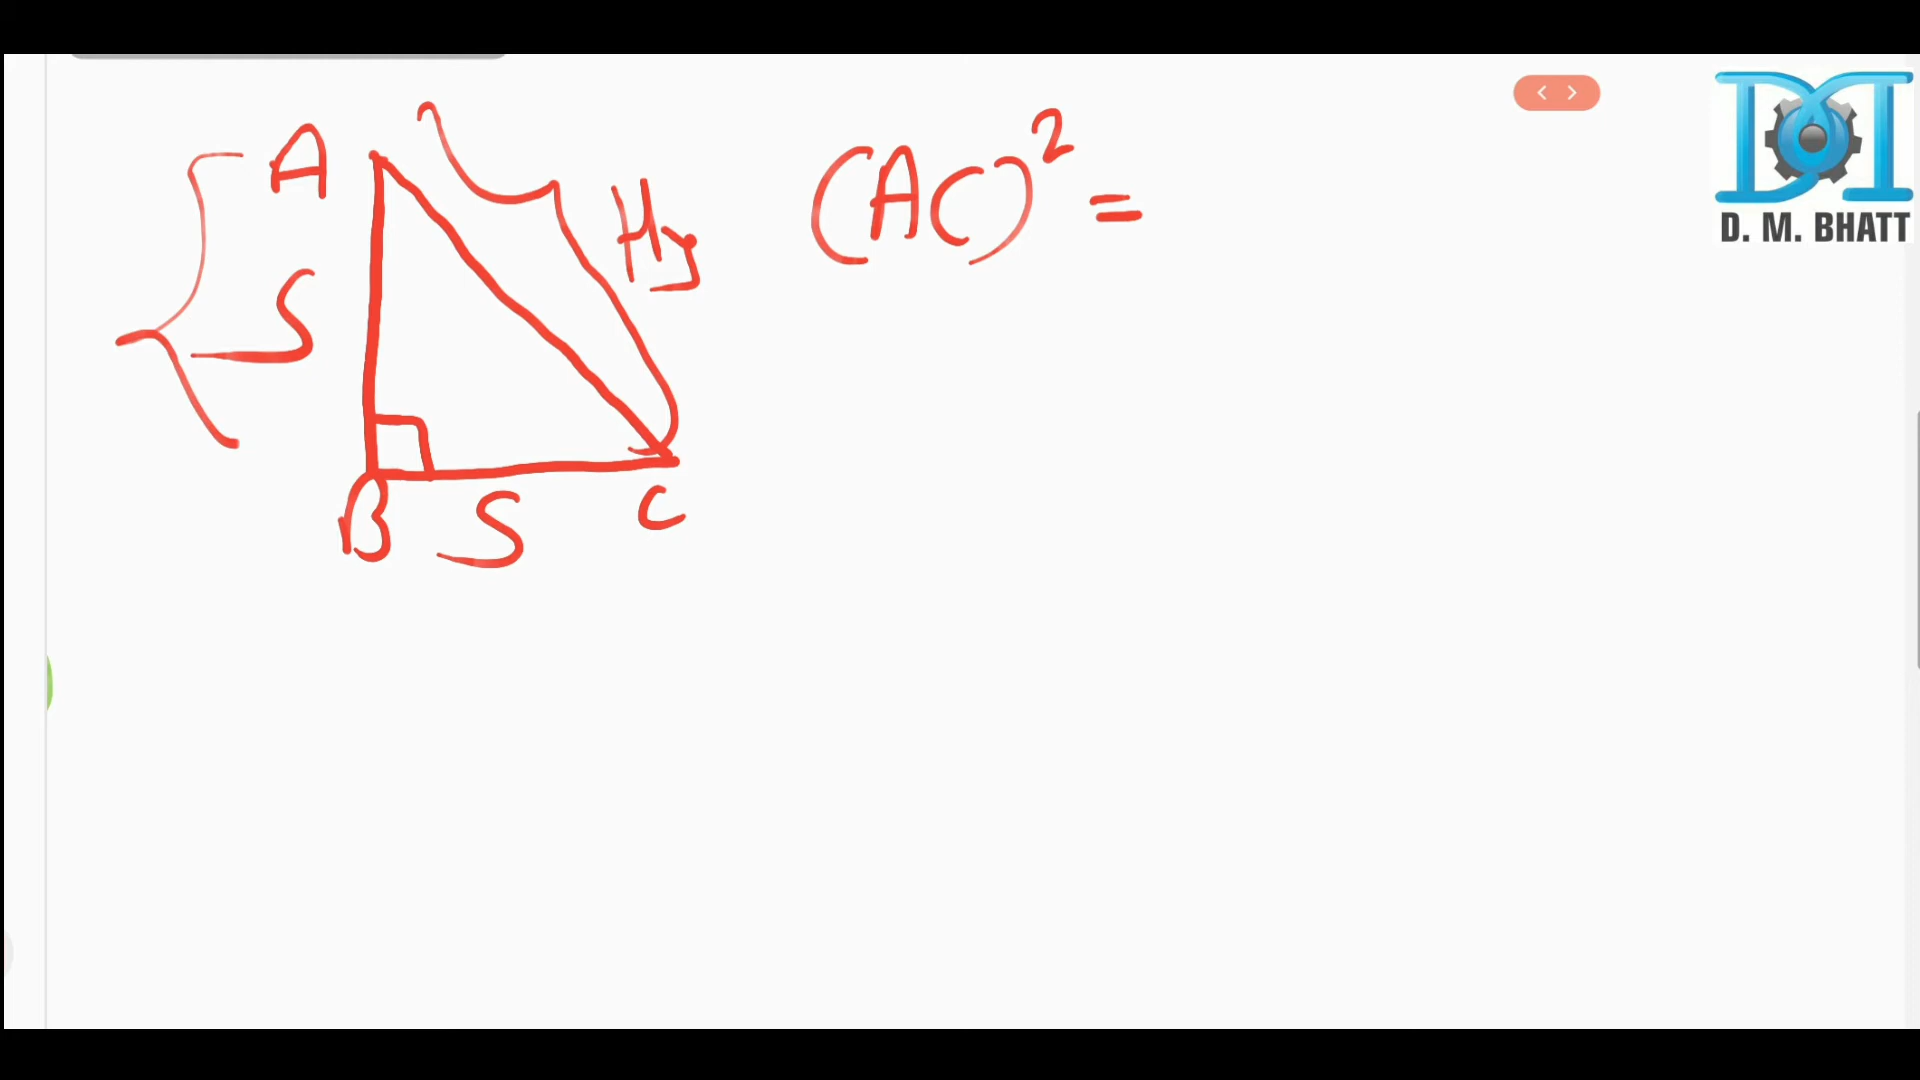 A
Hy
(AC)² =
S
B
S
C
D. M. BHATT